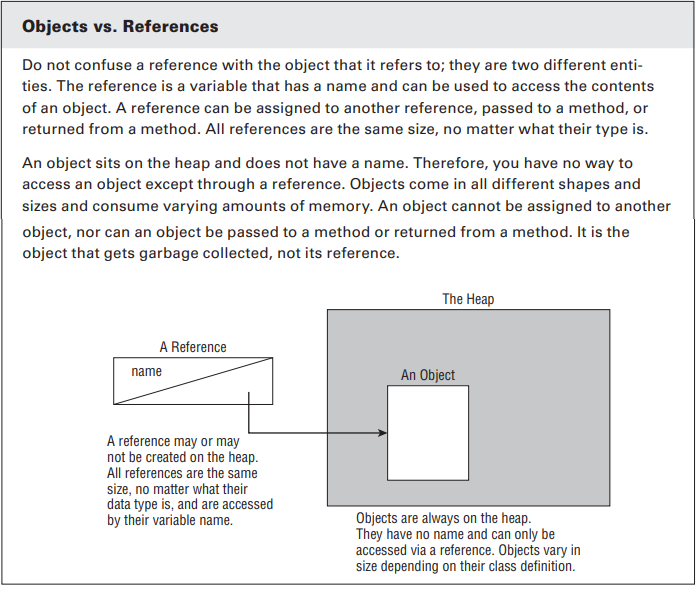 Objects vs. References
Do not confuse a reference with the object that it refers to; they are two different enti-
ties. The reference is a variable that has a name and can be used to access the contents
of an object. A reference can be assigned to another reference, passed to a method, or
returned from a method. All references are the same size, no matter what their type is.
An object sits on the heap and does not have a name. Therefore, you have no way to
access an object except through a reference. Objects come in all different shapes and
sizes and consume varying amounts of memory. An object cannot be assigned to another
object, nor can an object be passed to a method or returned from a method. It is the
object that gets garbage collected, not its reference.
The Heap
A Reference
name
An Object
A reference may or may
not be created on the heap.
All references are the same
size, no matter what their
data type is, and are accessed
by their variable name.
Objects are always on the heap.
They have no name and can only be
accessed via a reference. Objects vary in
size depending on their class definition.